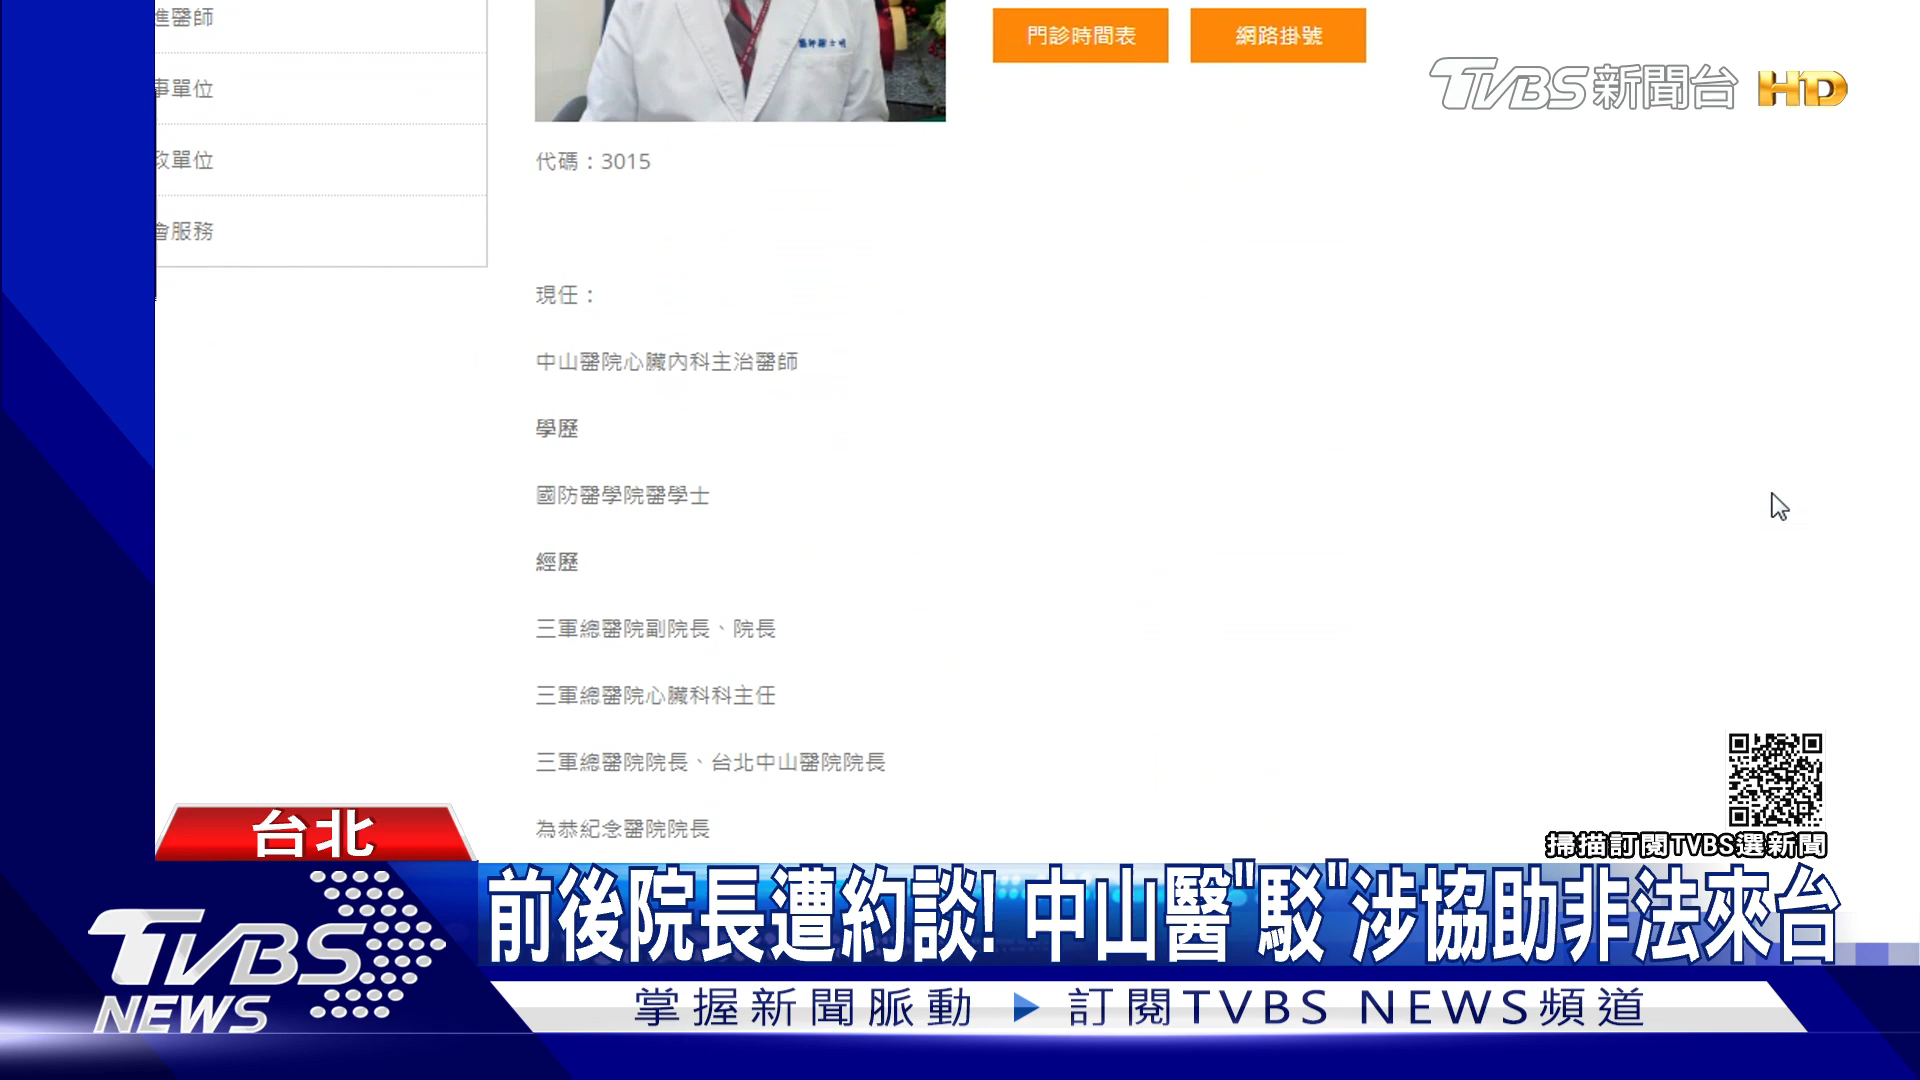 進醫師
門診時間表
網路掛號
TVBS新聞台 HD
事單位
政單位
代碼：3015
會服務
現任：
中山醫院心臟內科主治醫師
學歷
國防醫學院醫學士
經歷
三軍總醫院副院長、院長
三軍總醫院心臟科科主任
三軍總醫院院長、台北中山醫院院長
為恭紀念醫院院長
台北
掃描訂閱TVBS選新聞
前後院長遭約談! 中山醫"駁"涉協助非法來台
TVBS
NEWS
掌握新聞脈動 ▶ 訂閱TVBS NEWS頻道